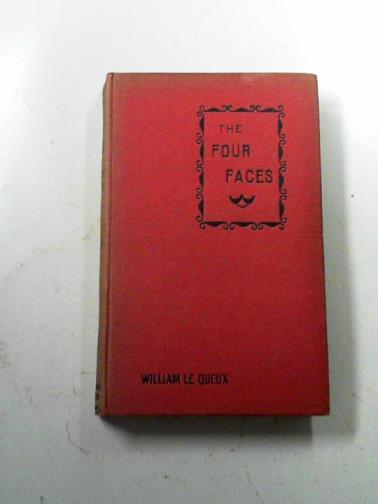 THE
FOUR
FACES
WILLIAM LE QUEUX